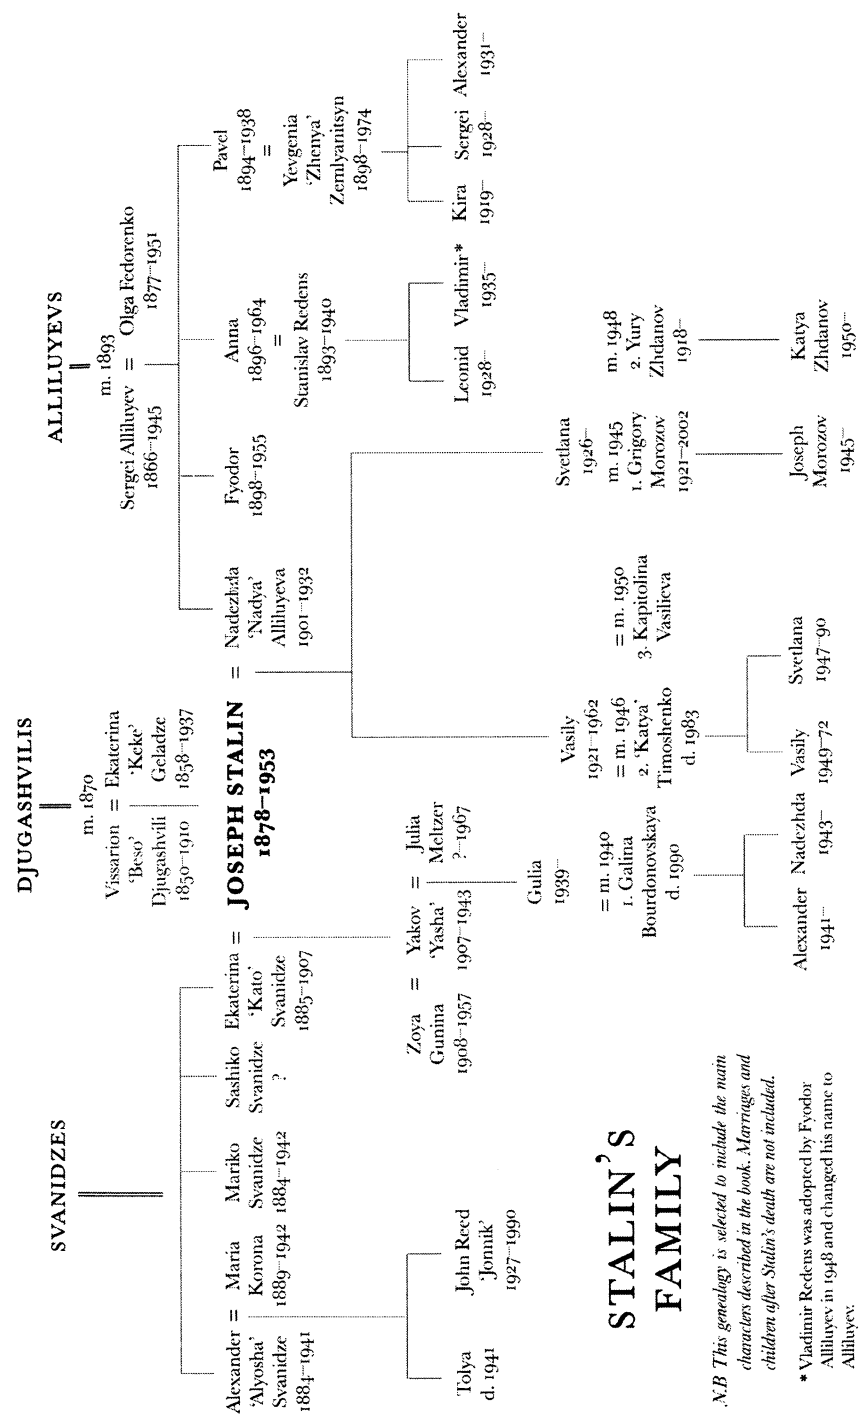 STALIN'S
FAMILY
N.B This genealogy is selected to include the main
characters described in the book. Marriages and
children after Stalin's death are not included.
* Vladimir Redens was adopted by Fyodor
Alliluyev in 1948 and changed his name to
Alliluyev.
SVANIDZES
Alexander =
'Alyosha'
Svanidze
1884–1941
Maria
Korona
1889–1942
Mariko
Svanidze
1884–1942
Sashiko
Svanidze
?
Ekaterina =
'Kato'
Svanidze
1885–1907
Tolya
d. 1941
John Reed
'Jonnik'
1927–1990
DJUGASHVILIS
m. 1870
Vissarion =
'Beso'
Djugashvili
1850–1910
Ekaterina
'Keke'
Geladze
1858–1937
JOSEPH STALIN =
1878–1953
Zoya =
Gunina
1908–1957
Yakov =
'Yasha'
1907–1943
Julia
Meltzer
?–1967
Gulia
1939–
ALLILUYEVS
m. 1893
Sergei Alliluyev =
1866–1945
Olga Fedorenko
1877–1951
Nadezhda
'Nadya'
Alliluyeva
1901–1932
Fyodor
1898–1955
Anna
1896–1964
=
Stanislav Redens
1893–1940
Pavel
1894–1938
=
Yevgenia
'Zhenya'
Zemlyanitsyn
1898–1974
Leonid
1928–
Vladimir*
1935–
Kira
1919–
Sergei
1928–
Alexander
1931–
Vasily
1921–1962
= m. 1940
1. Galina
Bourdonovskaya
d. 1990
= m. 1946
2. 'Katya'
Timoshenko
d. 1983
= m. 1950
3. Kapitolina
Vasilieva
Svetlana
1926–
m. 1945
1. Grigory
Morozov
1921–2002
m. 1948
2. Yury
Zhdanov
1918–
Alexander
1941–
Nadezhda
1943–
Vasily
1949–72
Svetlana
1947–90
Joseph
Morozov
1945–
Katya
Zhdanov
1950–